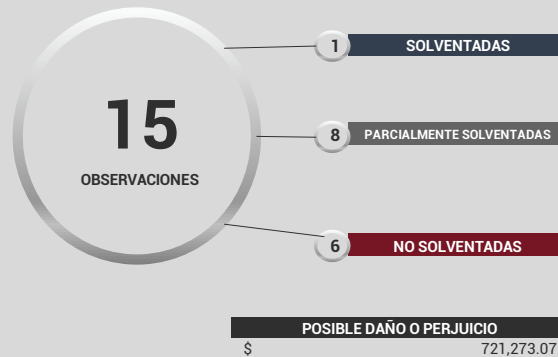 15
OBSERVACIONES
1 SOLVENTADAS
8 PARCIALMENTE SOLVENTADAS
6 NO SOLVENTADAS
POSIBLE DAÑO O PERJUICIO
$ 721,273.07